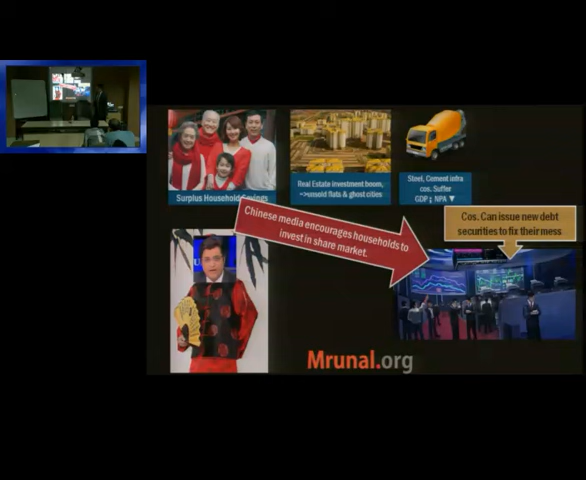 Surplus Household Savings
Real Estate investment boom,
=>unsold flats & ghost cities
Steel, Cement infra
cos. Suffer
GDP ; NPA ▼
Cos. Can issue new debt
securities to fix their mess
Chinese media encourages households to
invest in share market.
Mrunal.org